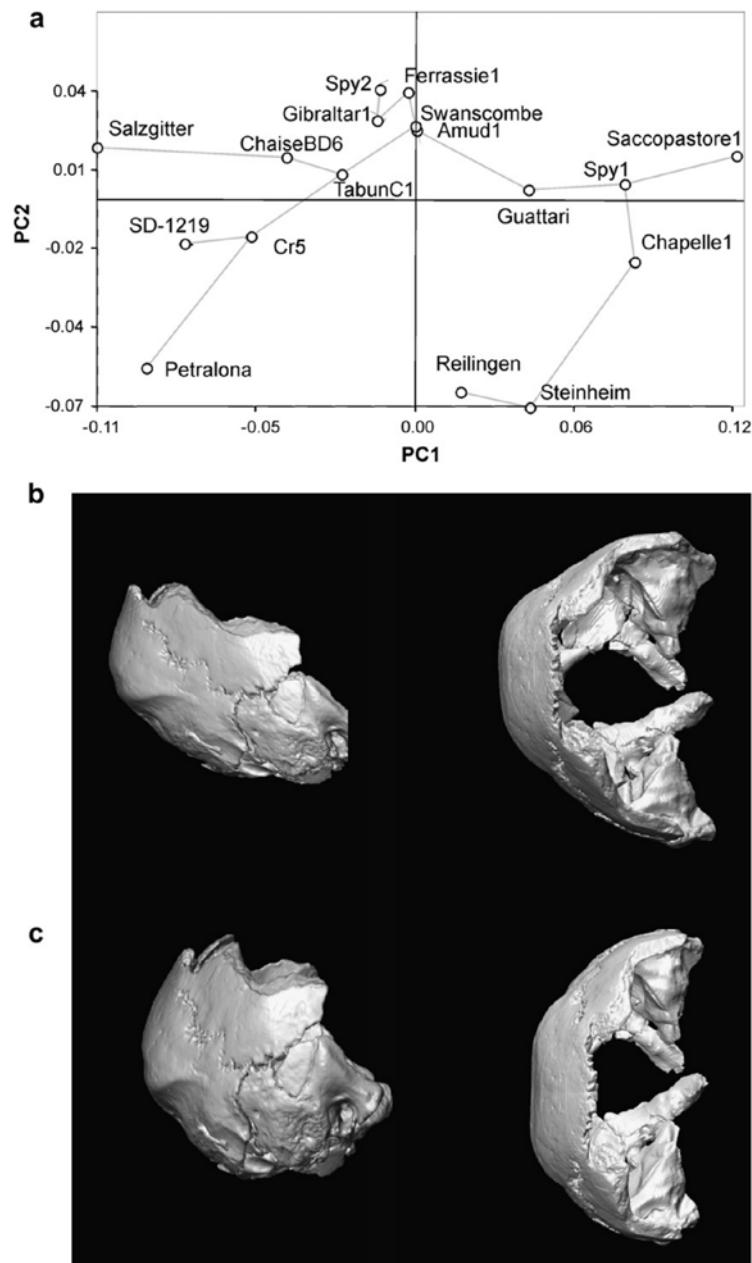 a
Spy2
Ferrassie1
0.04
Gibraltar1
Swanscombe
Salzgitter
Amud1
ChaiseBD6
Saccopastore1
0.01
Spy1
TabunC1
PC2
Guattari
SD-1219
-0.02
Cr5
Chapelle1
-0.04
Petralona
Reilingen
Steinheim
-0.07
-0.11
-0.05
0.00
0.06
0.12
PC1
b
c